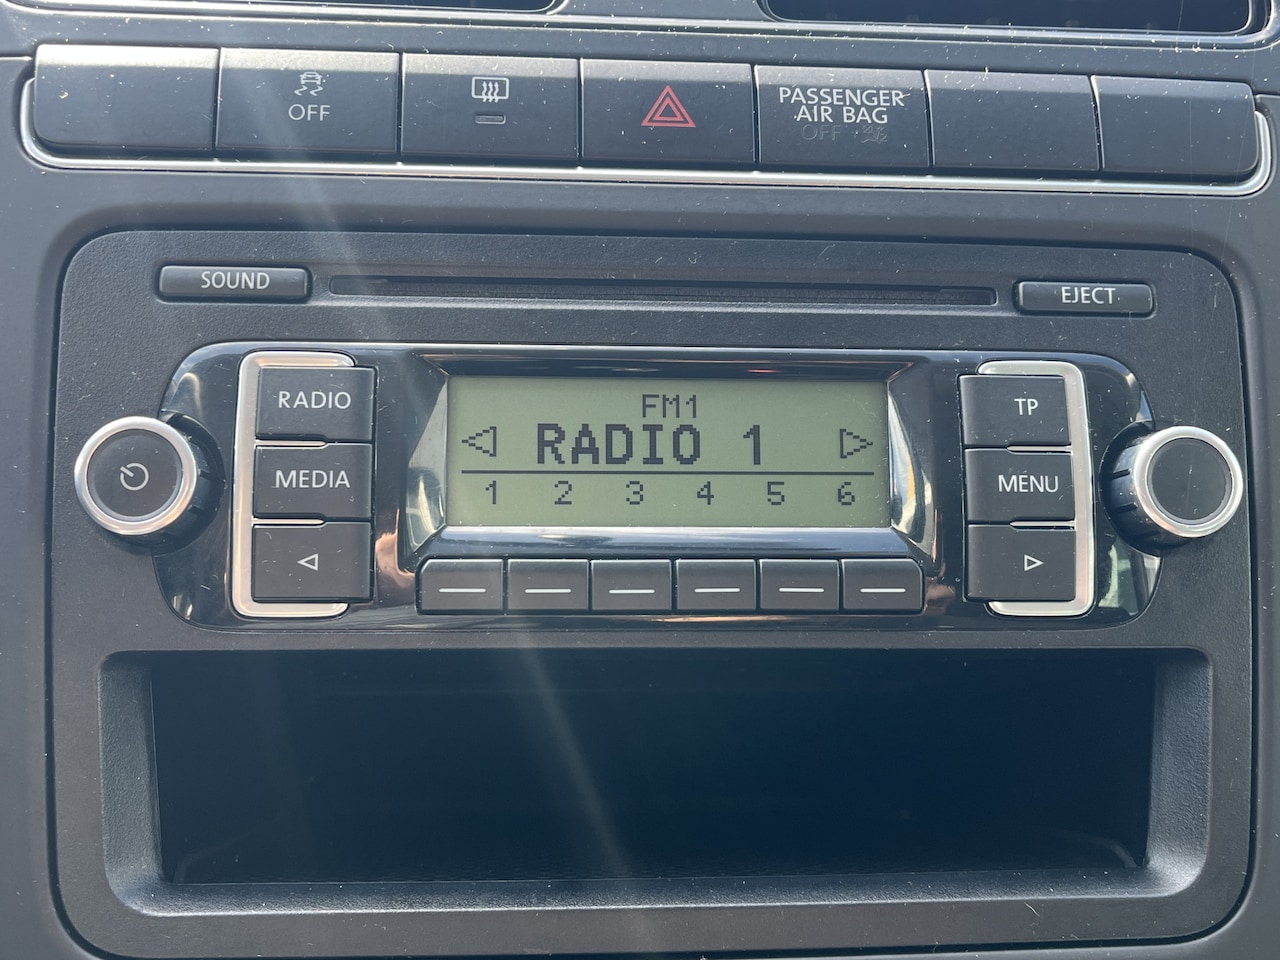 OFF
PASSENGER
AIR BAG
OFF
SOUND
EJECT
RADIO
TP
FM1
RADIO 1
MEDIA
MENU
1 2 3 4 5 6